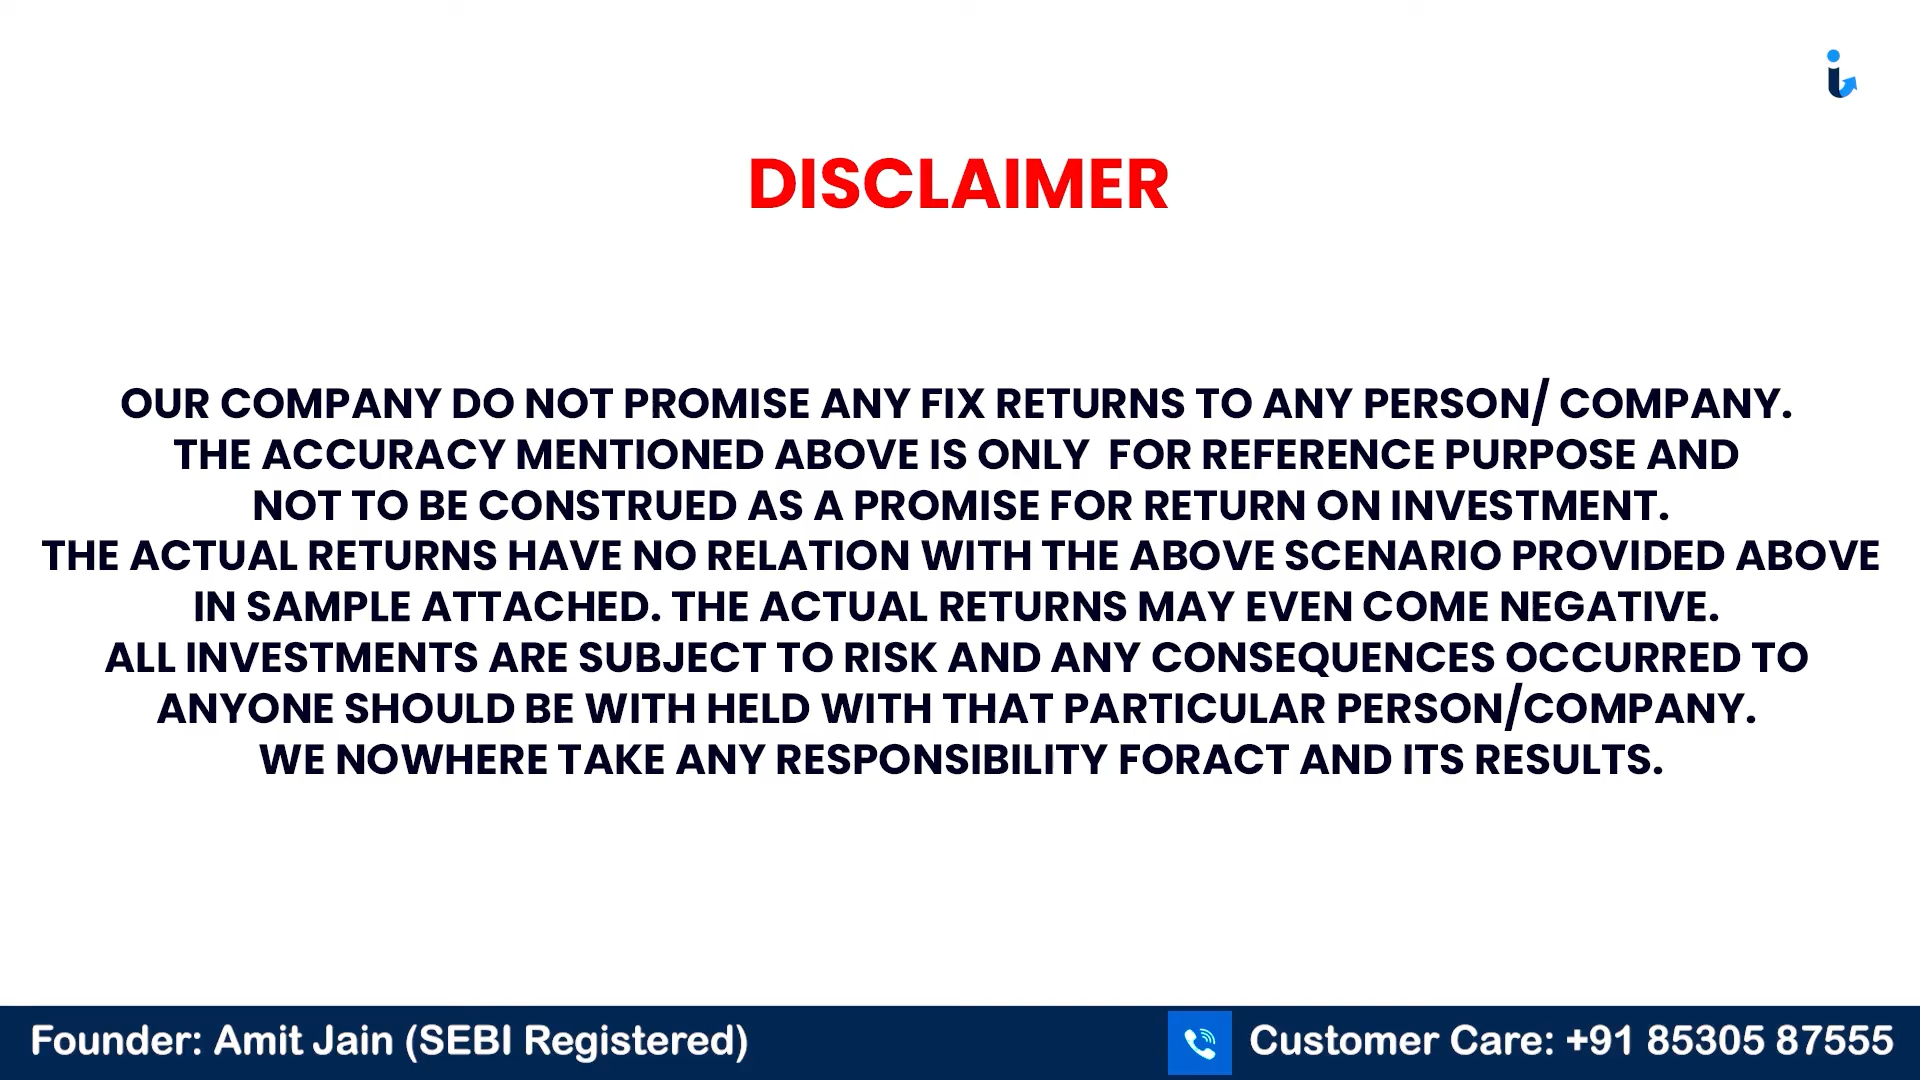 DISCLAIMER
OUR COMPANY DO NOT PROMISE ANY FIX RETURNS TO ANY PERSON/ COMPANY.
THE ACCURACY MENTIONED ABOVE IS ONLY  FOR REFERENCE PURPOSE AND
NOT TO BE CONSTRUED AS A PROMISE FOR RETURN ON INVESTMENT.
THE ACTUAL RETURNS HAVE NO RELATION WITH THE ABOVE SCENARIO PROVIDED ABOVE
IN SAMPLE ATTACHED. THE ACTUAL RETURNS MAY EVEN COME NEGATIVE.
ALL INVESTMENTS ARE SUBJECT TO RISK AND ANY CONSEQUENCES OCCURRED TO
ANYONE SHOULD BE WITH HELD WITH THAT PARTICULAR PERSON/COMPANY.
WE NOWHERE TAKE ANY RESPONSIBILITY FORACT AND ITS RESULTS.
Founder: Amit Jain (SEBI Registered)
Customer Care: +91 85305 87555